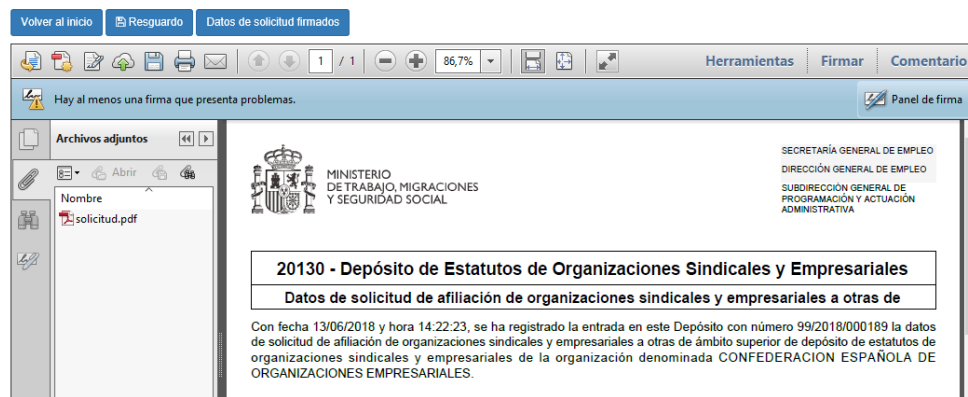 Volver al inicio
Resguardo
Datos de solicitud firmados
1 / 1
86,7%
Herramientas
Firmar
Comentario
Hay al menos una firma que presenta problemas.
Panel de firma
Archivos adjuntos
Abrir
Nombre
solicitud.pdf
MINISTERIO
DE TRABAJO, MIGRACIONES
Y SEGURIDAD SOCIAL
SECRETARÍA GENERAL DE EMPLEO
DIRECCIÓN GENERAL DE EMPLEO
SUBDIRECCIÓN GENERAL DE
PROGRAMACIÓN Y ACTUACIÓN
ADMINISTRATIVA
20130 - Depósito de Estatutos de Organizaciones Sindicales y Empresariales
Datos de solicitud de afiliación de organizaciones sindicales y empresariales a otras de
Con fecha 13/06/2018 y hora 14:22:23, se ha registrado la entrada en este Depósito con número 99/2018/000189 la datos
de solicitud de afiliación de organizaciones sindicales y empresariales a otras de ámbito superior de depósito de estatutos de
organizaciones sindicales y empresariales de la organización denominada CONFEDERACION ESPAÑOLA DE
ORGANIZACIONES EMPRESARIALES.